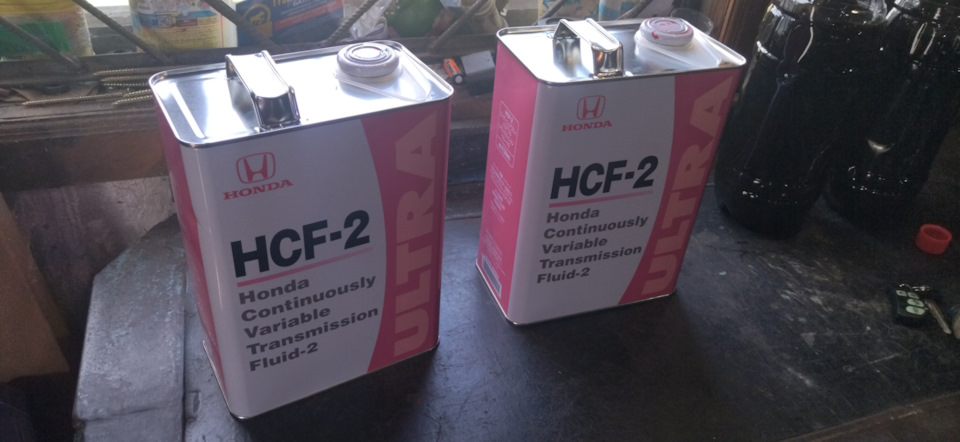 HONDA
HCF-2
Honda
Continuously
Variable
Transmission
Fluid-2
ULTRA
HONDA
HCF-2
Honda
Continuously
Variable
Transmission
Fluid-2
ULTRA